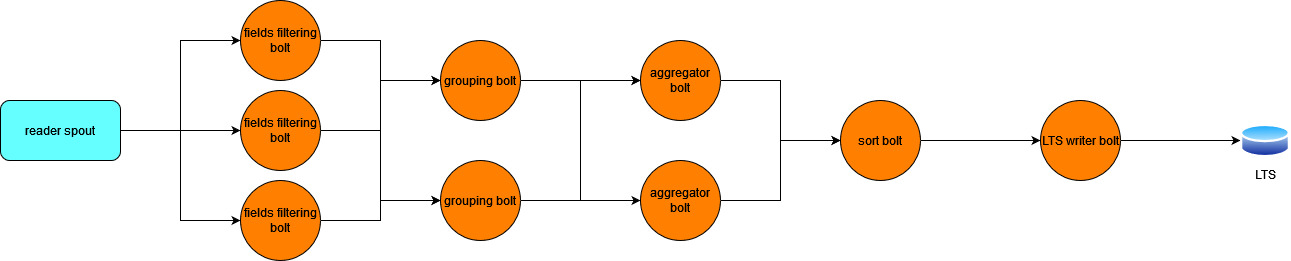 reader spout
fields filtering
bolt
fields filtering
bolt
fields filtering
bolt
grouping bolt
grouping bolt
aggregator
bolt
aggregator
bolt
sort bolt
LTS writer bolt
LTS